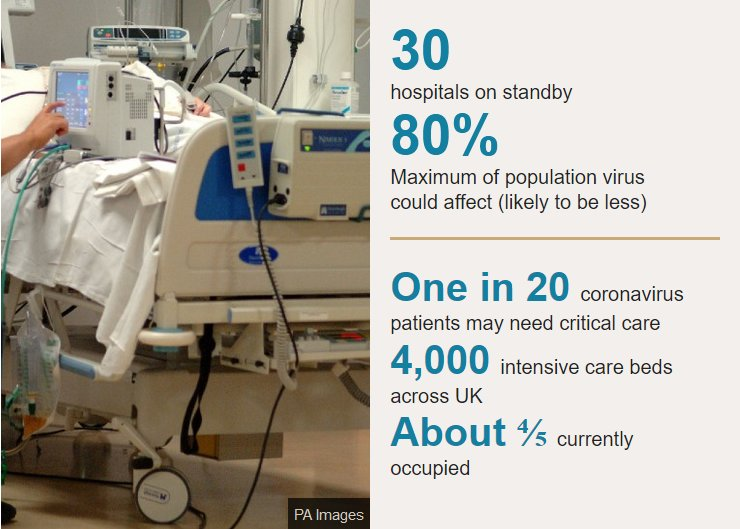 30
hospitals on standby
80%
Maximum of population virus
could affect (likely to be less)
One in 20 coronavirus
patients may need critical care
4,000 intensive care beds
across UK
About ⅘ currently
occupied
PA Images